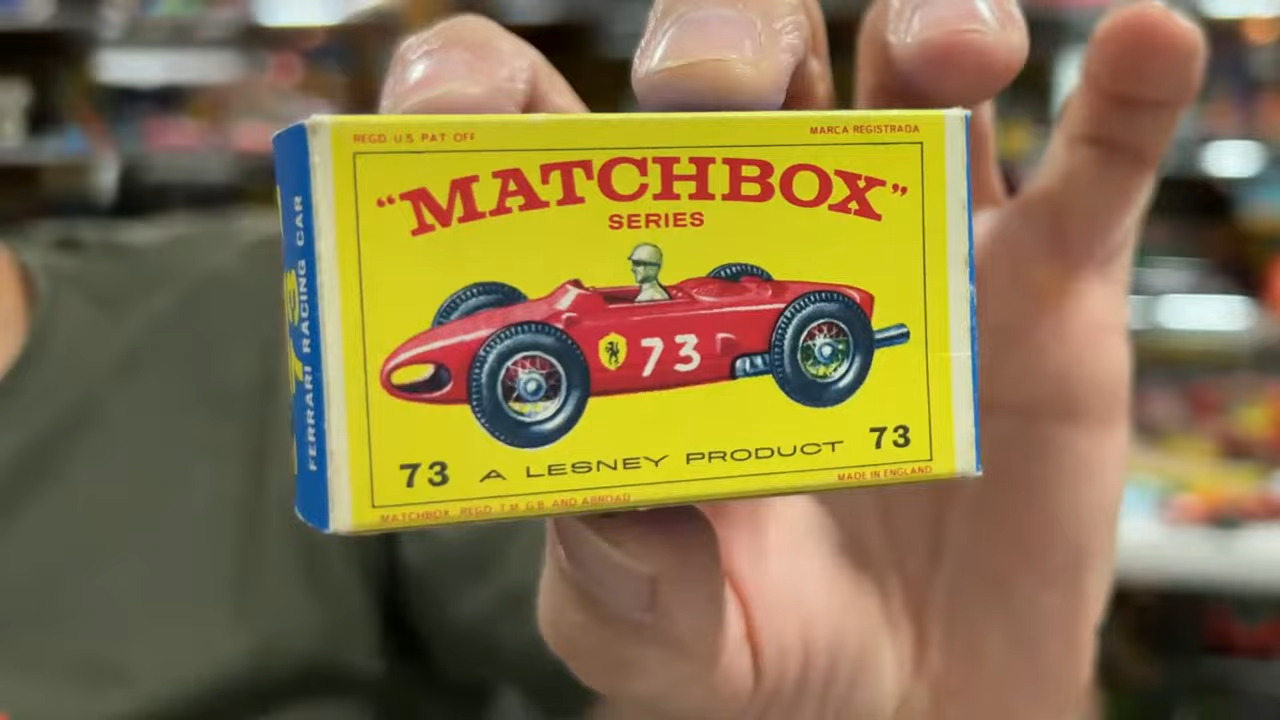 REGD. U.S. PAT. OFF
MARCA REGISTRADA
"MATCHBOX"
SERIES
73
73 A LESNEY PRODUCT 73
MADE IN ENGLAND
MATCHBOX. REGD. T.M. G.B. AND ABROAD
73
FERRARI RACING CAR